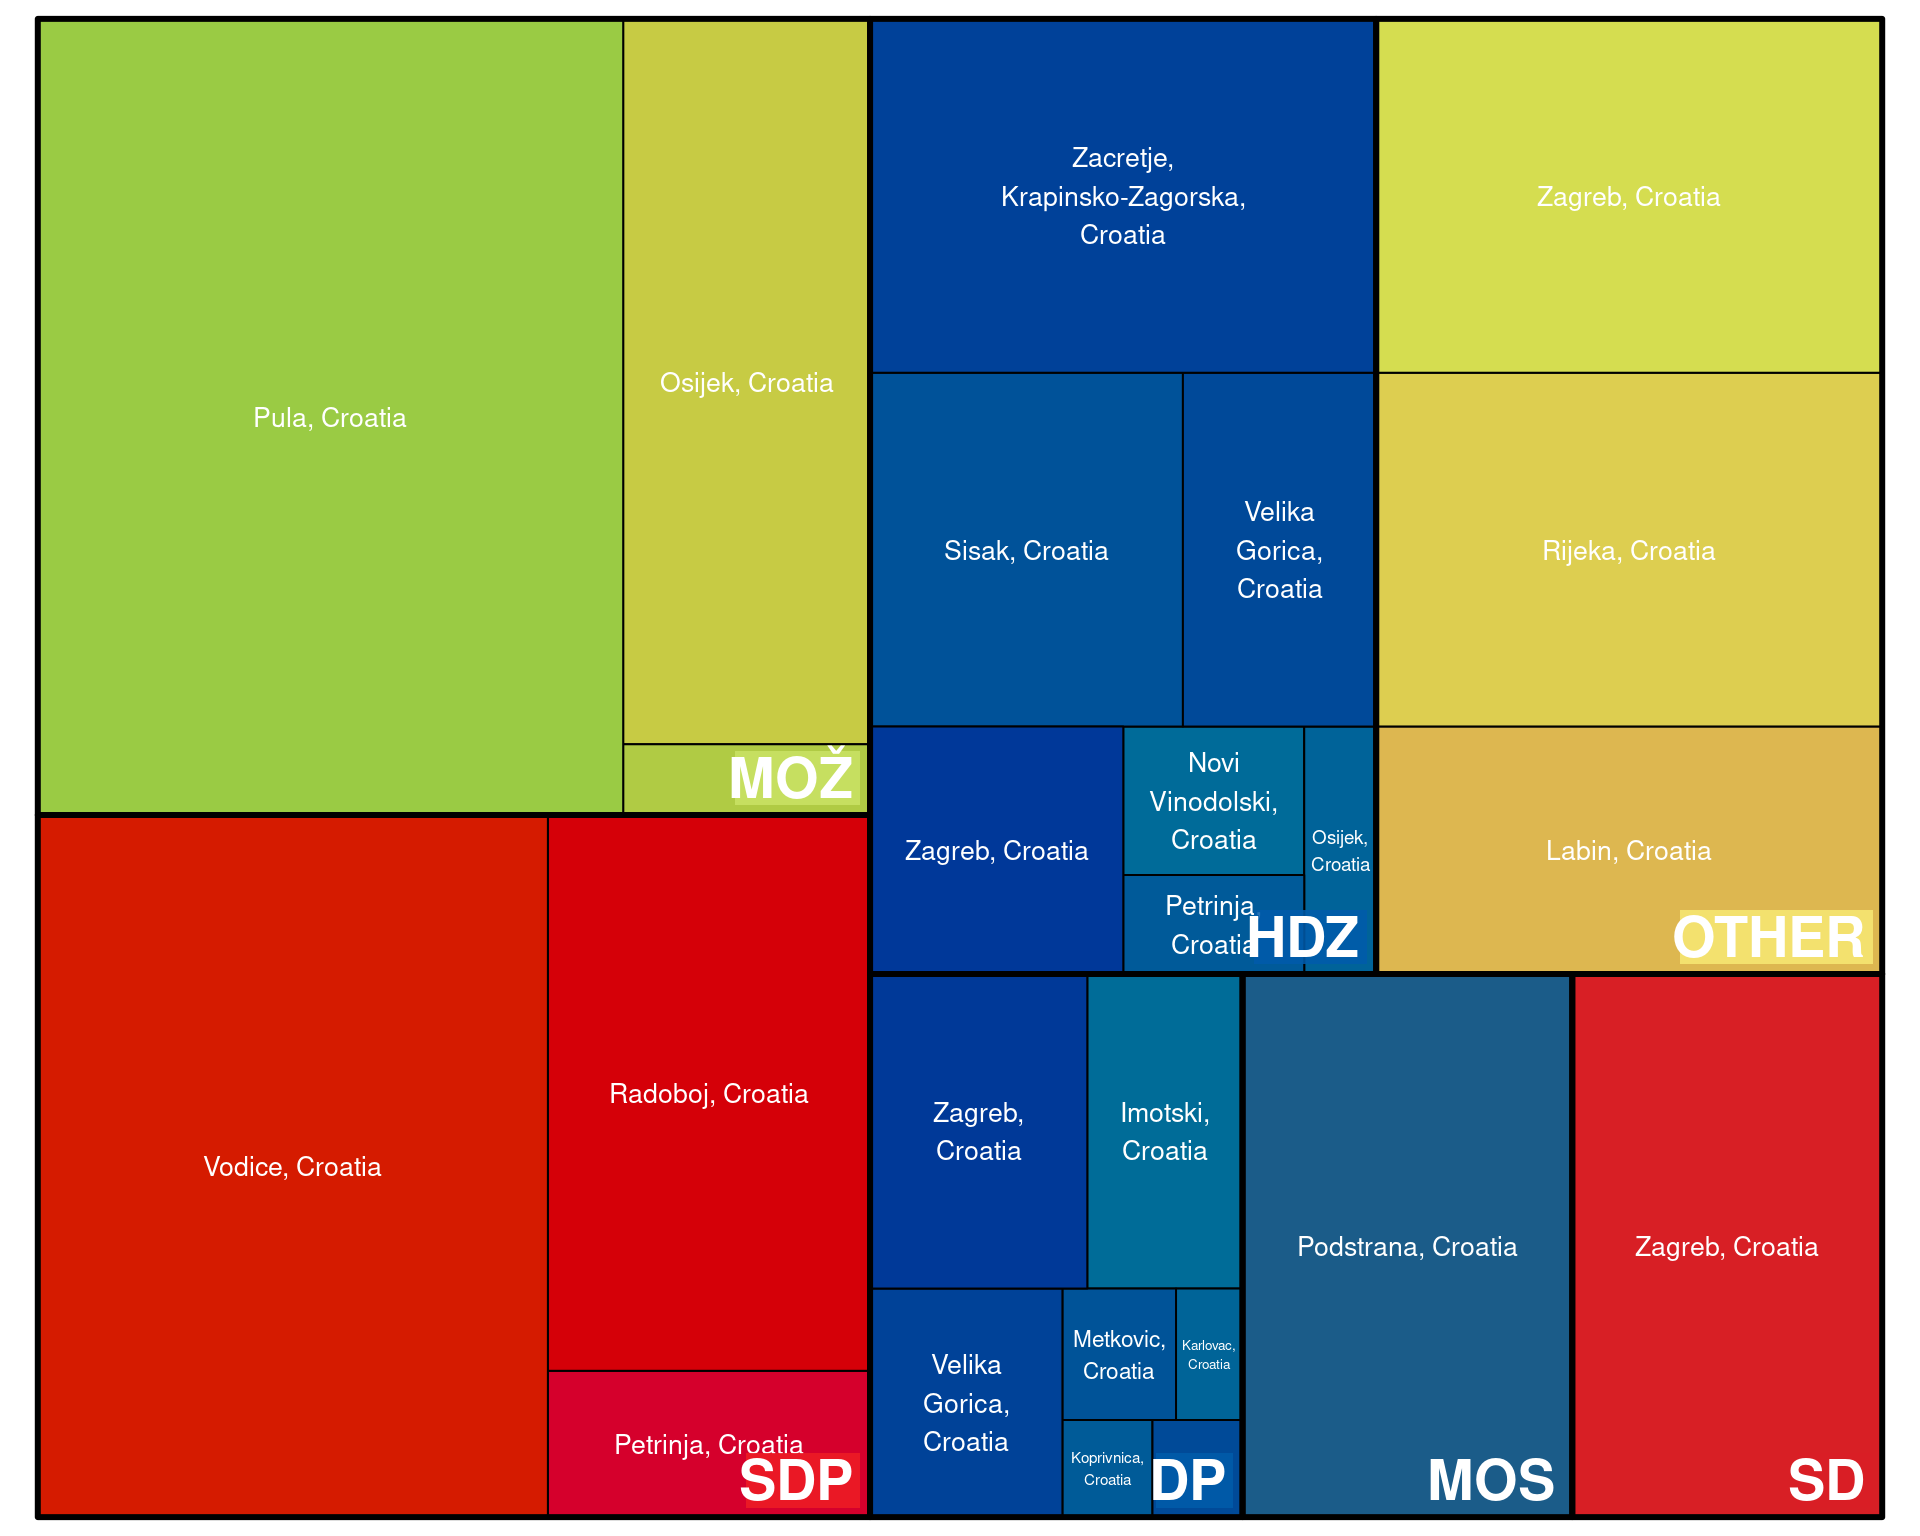 Pula, Croatia
Osijek, Croatia
MOŽ
Zacretje,
Krapinsko-Zagorska,
Croatia
Sisak, Croatia
Velika
Gorica,
Croatia
Zagreb, Croatia
Novi
Vinodolski,
Croatia
Petrinja,
Croatia
Osijek,
Croatia
HDZ
Zagreb, Croatia
Rijeka, Croatia
Labin, Croatia
OTHER
Vodice, Croatia
Radoboj, Croatia
Petrinja, Croatia
SDP
Zagreb,
Croatia
Imotski,
Croatia
Velika
Gorica,
Croatia
Metkovic,
Croatia
Karlovac,
Croatia
Koprivnica,
Croatia
DP
Podstrana, Croatia
MOS
Zagreb, Croatia
SD